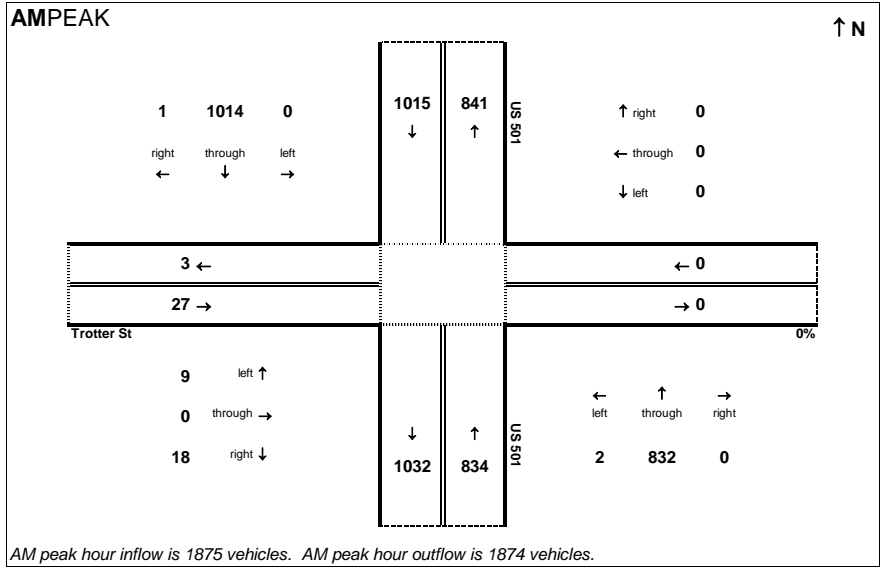 AMPEAK
↑ N
1 1014 0
right through left
← ↓ →
1015 841
↓ ↑
US 501
↑ right 0
← through 0
↓ left 0
3 ←
27 →
← 0
→ 0
Trotter St
0%
9 left ↑
0 through →
18 right ↓
↓ ↑
1032 834
US 501
← ↑ →
left through right
2 832 0
AM peak hour inflow is 1875 vehicles. AM peak hour outflow is 1874 vehicles.